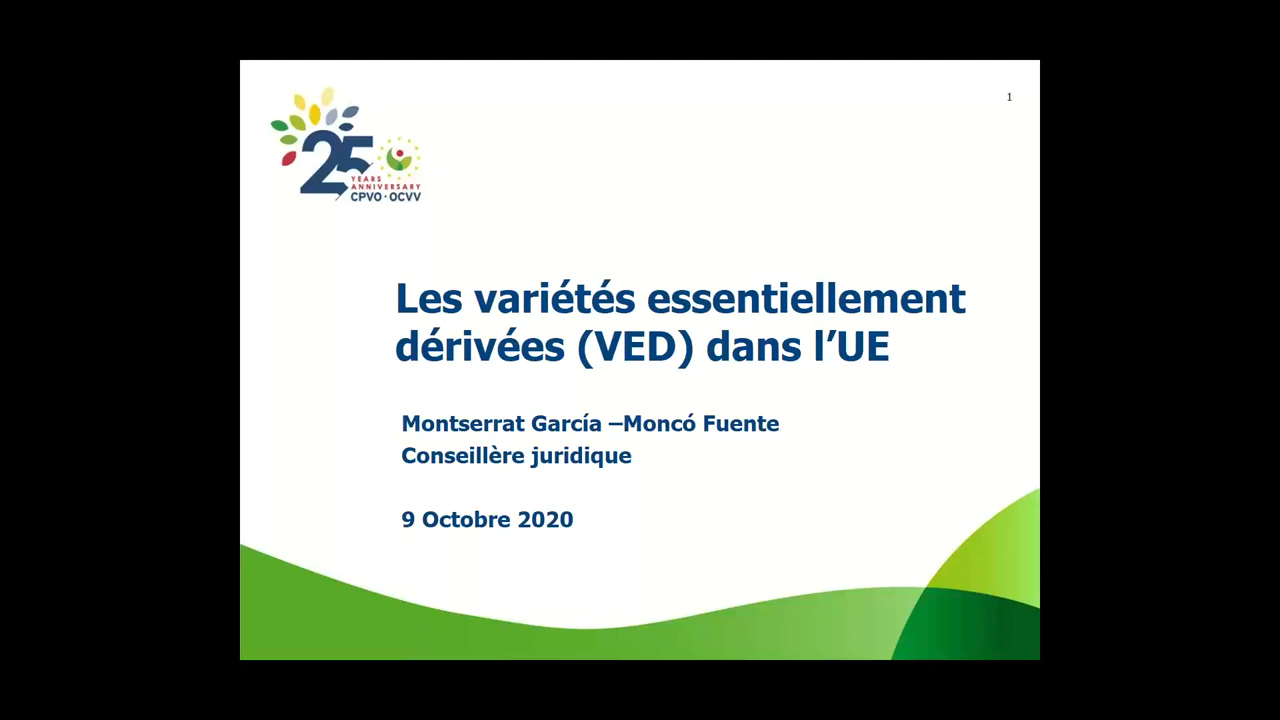 1
25
YEARS
ANNIVERSARY
CPVO · OCVV
Les variétés essentiellement
dérivées (VED) dans l’UE
Montserrat García –Moncó Fuente
Conseillère juridique
9 Octobre 2020